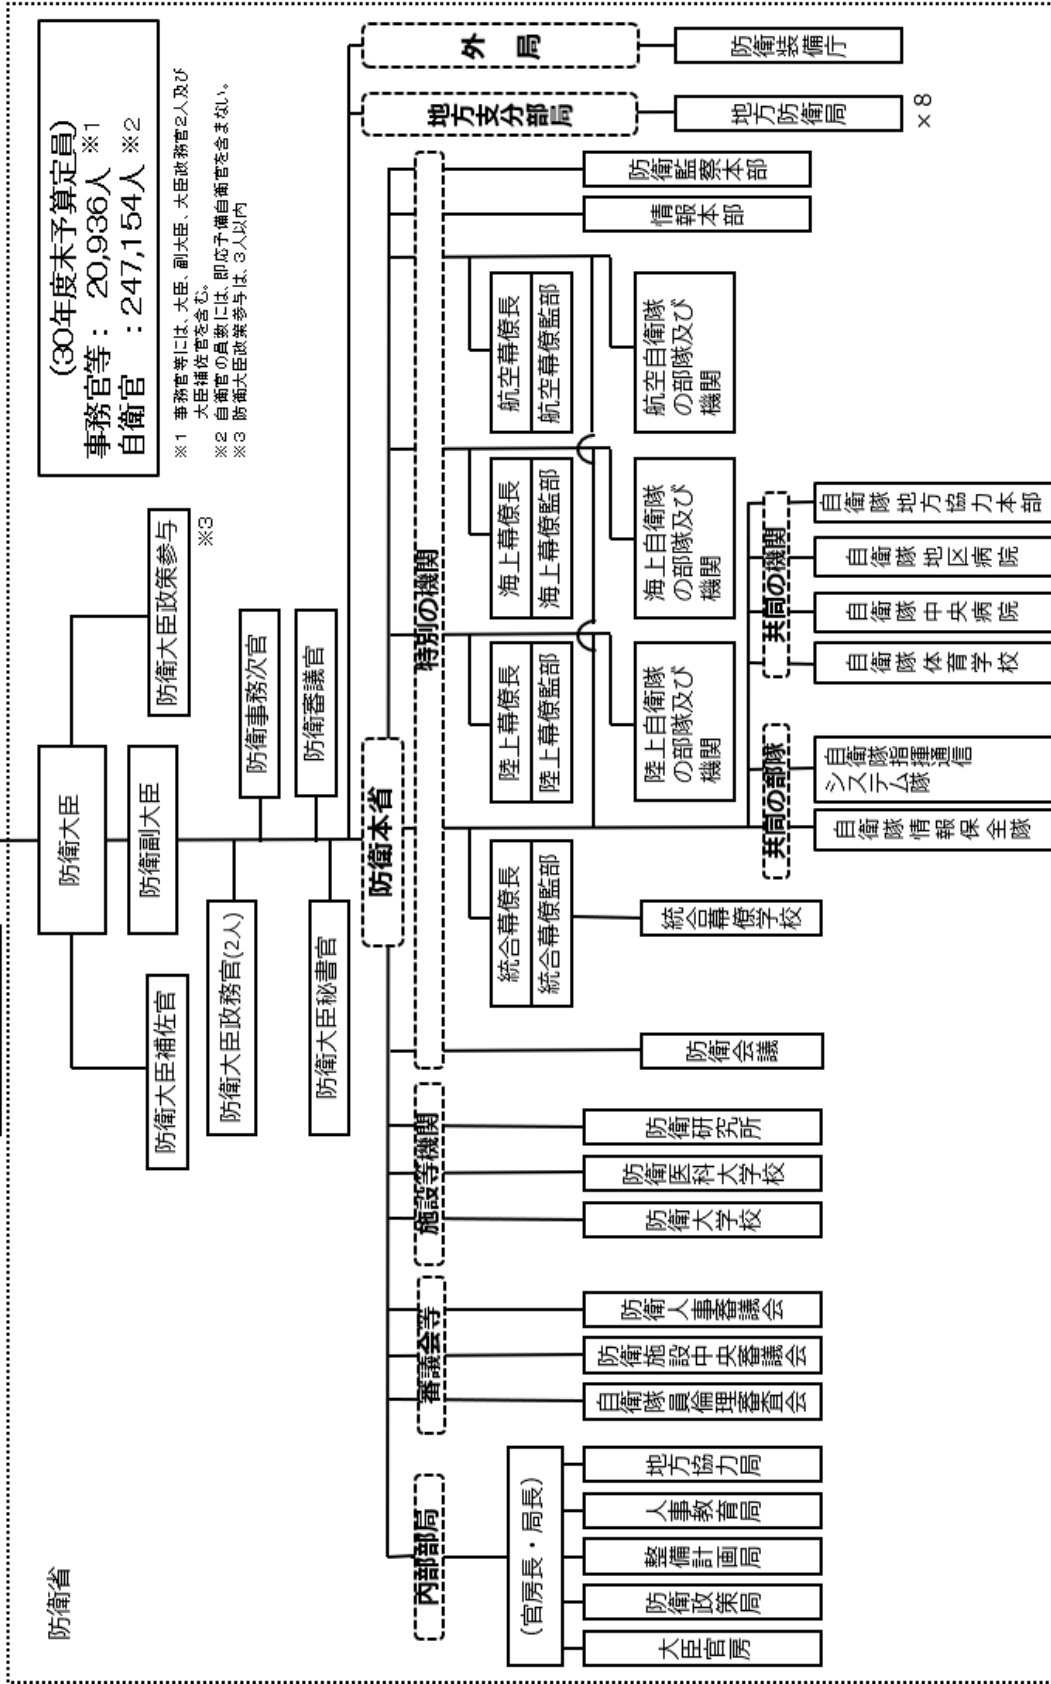 防衛省
(30年度末予算定員)
事務官等： 20,936人 ※1
自衛官　：247,154人 ※2
※1 事務官等には、大臣、副大臣、大臣政務官2人及び
大臣補佐官を含む。
※2 自衛官の員数には、即応予備自衛官を含まない。
※3 防衛大臣政策参与は、3人以内
防衛大臣
防衛大臣補佐官
防衛大臣政策参与
※3
防衛副大臣
防衛大臣政務官(2人)
防衛事務次官
防衛審議官
防衛大臣秘書官
防衛本省
内部部局
審議会等
施設等機関
特別の機関
地方支分部局
外　局
(官房長・局長)
大臣官房
防衛政策局
整備計画局
人事教育局
地方協力局
自衛隊員倫理審査会
防衛施設中央審議会
防衛人事審議会
防衛大学校
防衛医科大学校
防衛研究所
防衛会議
統合幕僚長
統合幕僚監部
統合幕僚学校
陸上幕僚長
陸上幕僚監部
海上幕僚長
海上幕僚監部
航空幕僚長
航空幕僚監部
陸上自衛隊
の部隊及び
機関
海上自衛隊
の部隊及び
機関
航空自衛隊
の部隊及び
機関
情報本部
防衛監察本部
地方防衛局
×8
防衛装備庁
共同の部隊
共同の機関
自衛隊情報保全隊
自衛隊指揮通信
システム隊
自衛隊体育学校
自衛隊中央病院
自衛隊地区病院
自衛隊地方協力本部